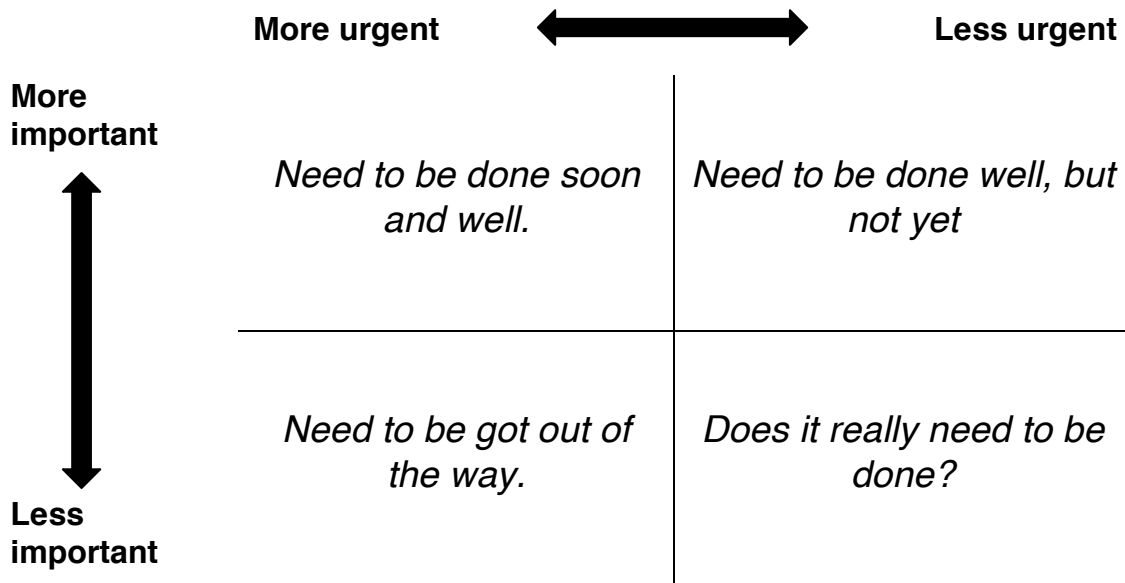 More urgent
Less urgent
More
important
Need to be done soon
and well.
Need to be done well, but
not yet
Need to be got out of
the way.
Does it really need to be
done?
Less
important